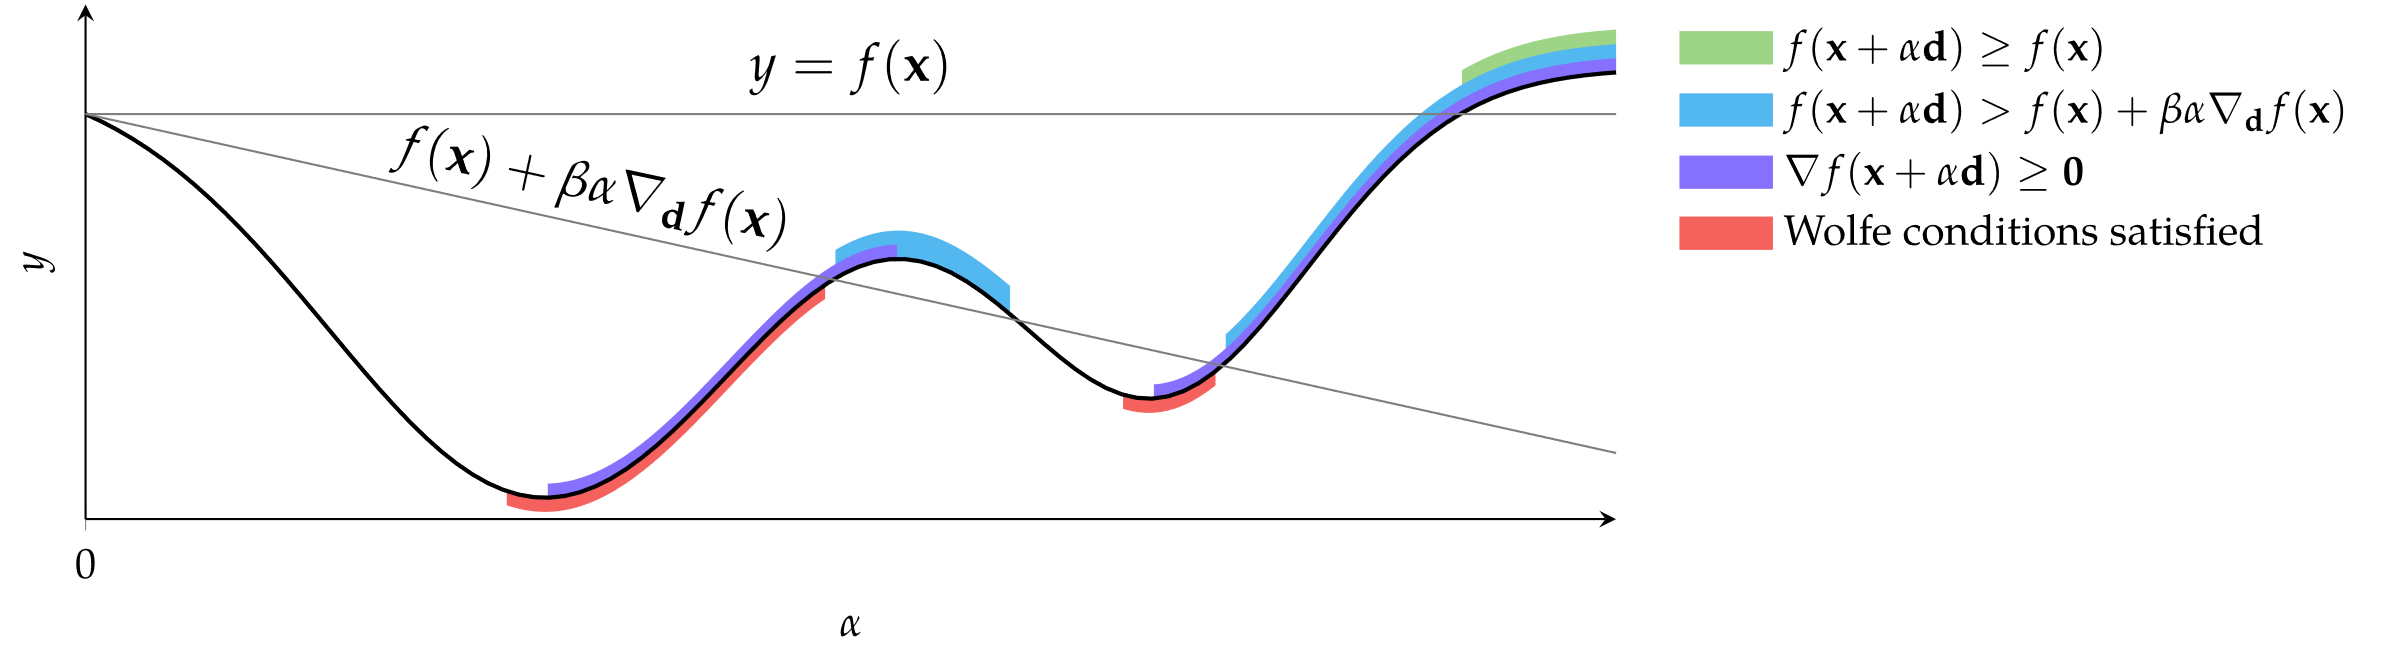 y = f(x)
f(x) + βα∇_d f(x)
y
0
α
f(x + αd) ≥ f(x)
f(x + αd) > f(x) + βα∇_d f(x)
∇f(x + αd) ≥ 0
Wolfe conditions satisfied